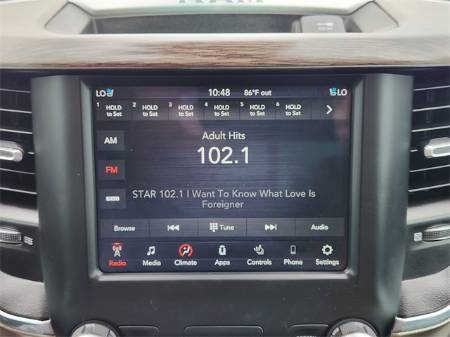 LO 10:48 86°F out LO
1 HOLD to Set 2 HOLD to Set 3 HOLD to Set 4 HOLD to Set 5 HOLD to Set 6 HOLD to Set
AM
Adult Hits
102.1
FM
STAR 102.1 I Want To Know What Love Is
Foreigner
Browse Tune Audio
Radio Media Climate Apps Controls Phone Settings